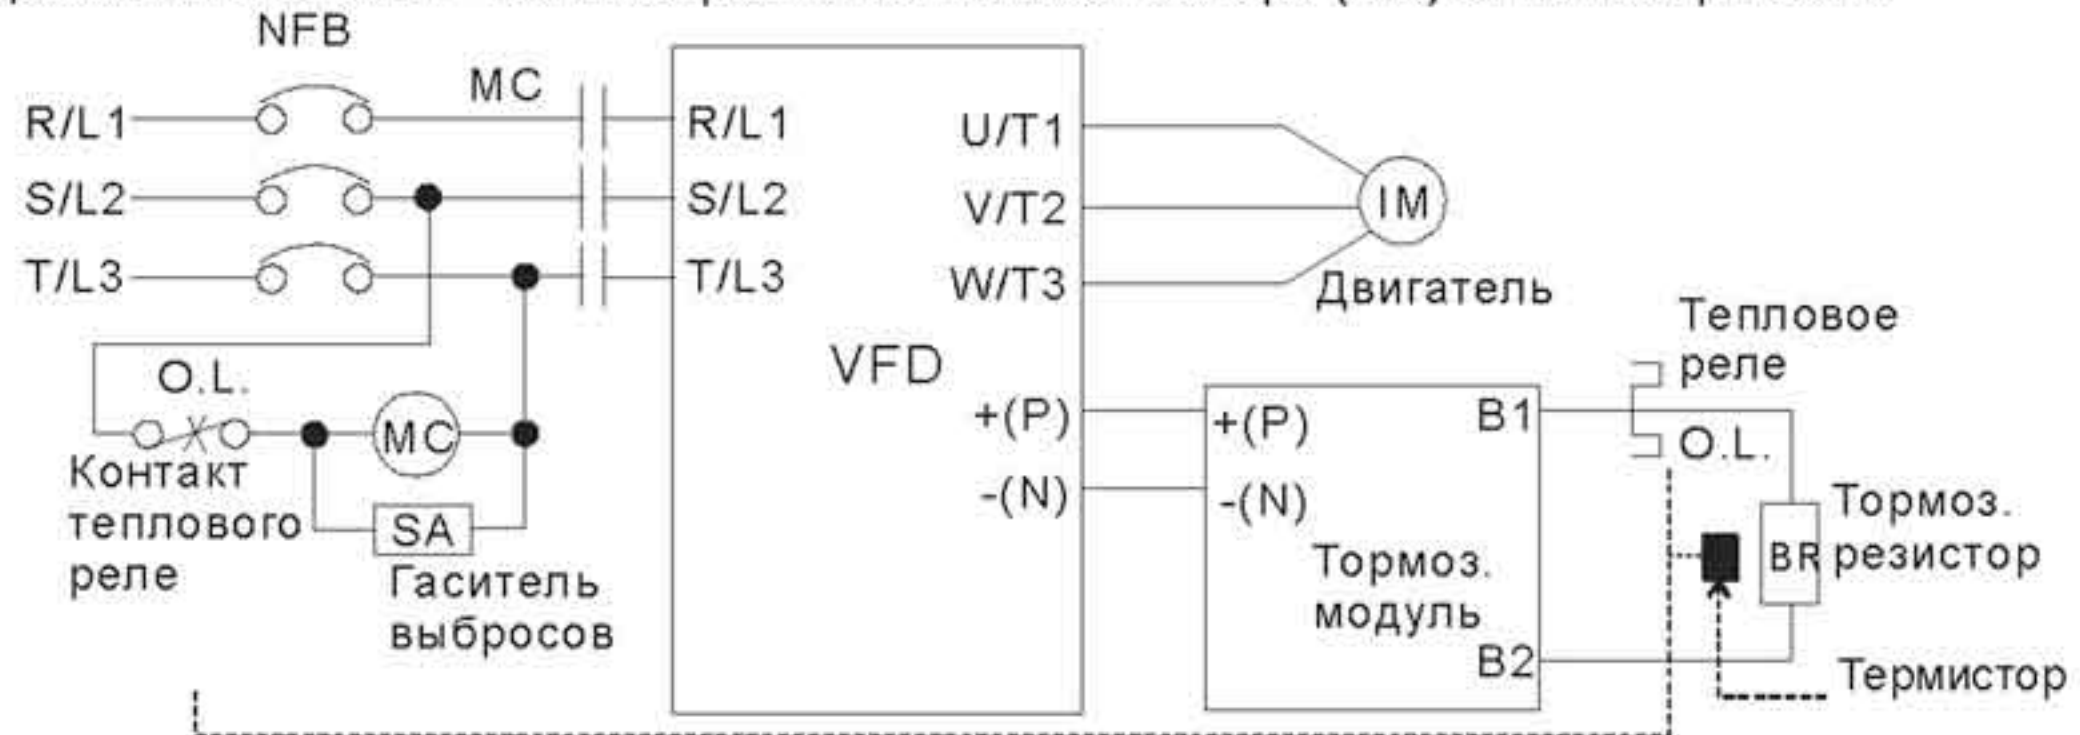 NFB
MC
R/L1
S/L2
T/L3
R/L1
S/L2
T/L3
VFD
U/T1
V/T2
W/T3
IM
Двигатель
O.L.
MC
SA
Контакт
теплового
реле
Гаситель
выбросов
+(P)
-(N)
+(P)
-(N)
B1
B2
Тормоз.
модуль
Тепловое
реле
O.L.
BR
Тормоз.
резистор
Термистор